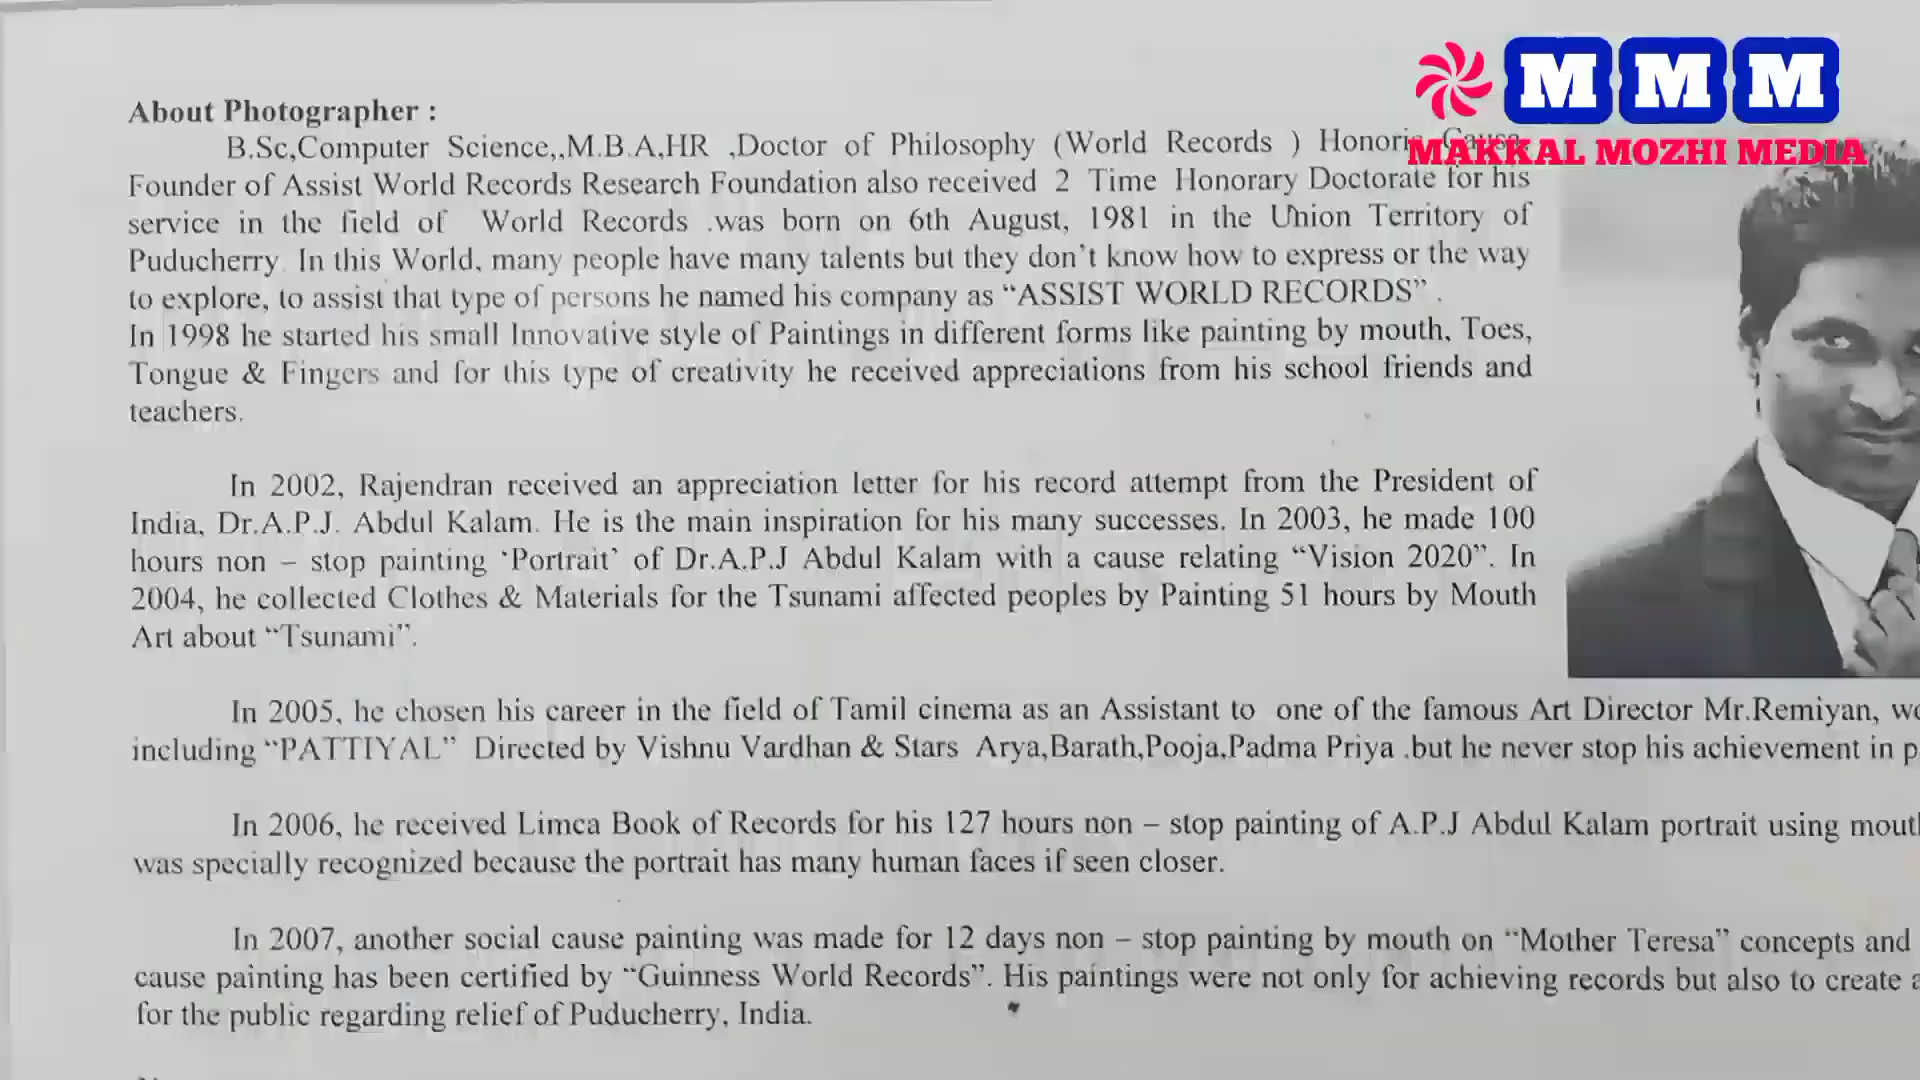 M M M
MAKKAL MOZHI MEDIA
About Photographer :
B.Sc,Computer Science,,M.B.A,HR ,Doctor of Philosophy (World Records ) Honoris Cause,
Founder of Assist World Records Research Foundation also received 2 Time Honorary Doctorate for his
service in the field of World Records .was born on 6th August, 1981 in the Union Territory of
Puducherry. In this World, many people have many talents but they don't know how to express or the way
to explore, to assist that type of persons he named his company as “ASSIST WORLD RECORDS” .
In 1998 he started his small Innovative style of Paintings in different forms like painting by mouth, Toes,
Tongue & Fingers and for this type of creativity he received appreciations from his school friends and
teachers.
In 2002, Rajendran received an appreciation letter for his record attempt from the President of
India, Dr.A.P.J. Abdul Kalam. He is the main inspiration for his many successes. In 2003, he made 100
hours non – stop painting ‘Portrait’ of Dr.A.P.J Abdul Kalam with a cause relating “Vision 2020”. In
2004, he collected Clothes & Materials for the Tsunami affected peoples by Painting 51 hours by Mouth
Art about “Tsunami”.
In 2005, he chosen his career in the field of Tamil cinema as an Assistant to one of the famous Art Director Mr.Remiyan,
including “PATTIYAL” Directed by Vishnu Vardhan & Stars Arya,Barath,Pooja,Padma Priya .but he never stop his achievement in
In 2006, he received Limca Book of Records for his 127 hours non – stop painting of A.P.J Abdul Kalam portrait using
was specially recognized because the portrait has many human faces if seen closer.
In 2007, another social cause painting was made for 12 days non – stop painting by mouth on “Mother Teresa” concepts and
cause painting has been certified by “Guinness World Records”. His paintings were not only for achieving records but also to create
for the public regarding relief of Puducherry, India.